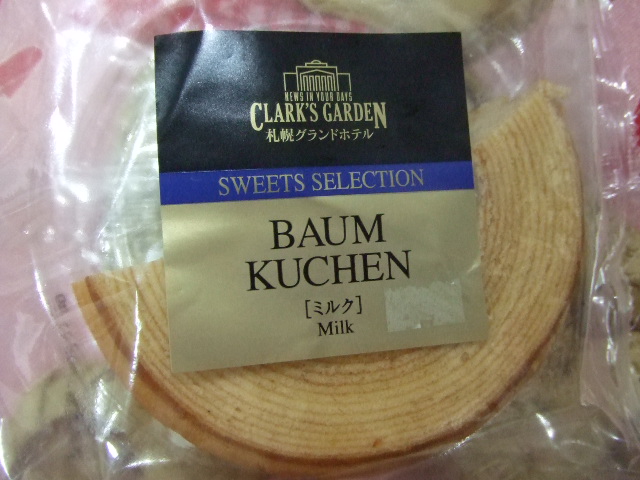 NEWS IN YOUR DAYS
CLARK'S GARDEN
札幌グランドホテル
SWEETS SELECTION
BAUM
KUCHEN
[ミルク]
Milk